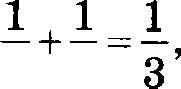 1/ + 1/ = 1/3,